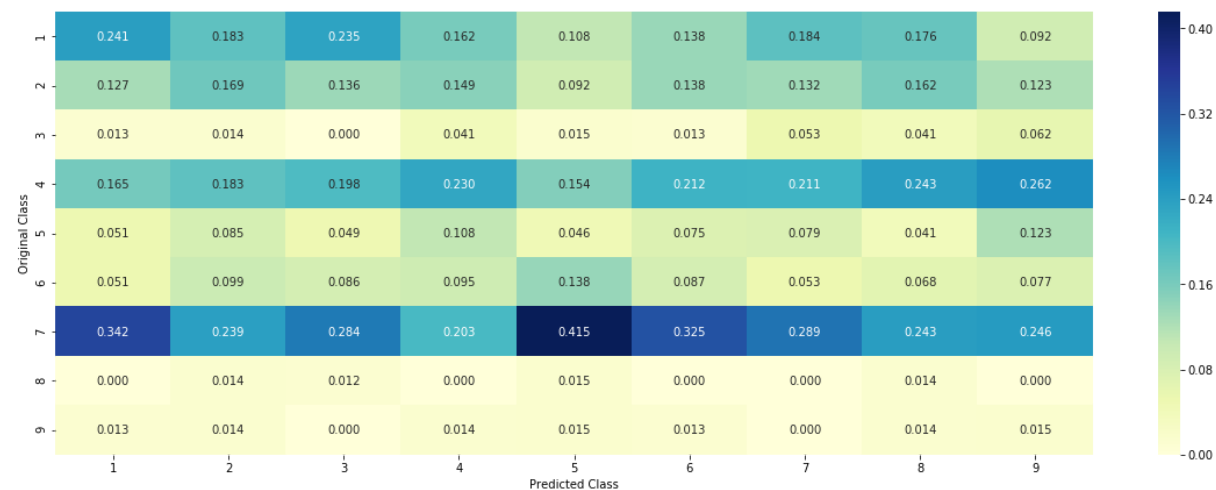 1 0.241 0.183 0.235 0.162 0.108 0.138 0.184 0.176 0.092
2 0.127 0.169 0.136 0.149 0.092 0.138 0.132 0.162 0.123
3 0.013 0.014 0.000 0.041 0.015 0.013 0.053 0.041 0.062
4 0.165 0.183 0.198 0.230 0.154 0.212 0.211 0.243 0.262
5 0.051 0.085 0.049 0.108 0.046 0.075 0.079 0.041 0.123
6 0.051 0.099 0.086 0.095 0.138 0.087 0.053 0.068 0.077
7 0.342 0.239 0.284 0.203 0.415 0.325 0.289 0.243 0.246
8 0.000 0.014 0.012 0.000 0.015 0.000 0.000 0.014 0.000
9 0.013 0.014 0.000 0.014 0.015 0.013 0.000 0.014 0.015
1 2 3 4 5 6 7 8 9
Predicted Class
Original Class
0.40
0.32
0.24
0.16
0.08
0.00